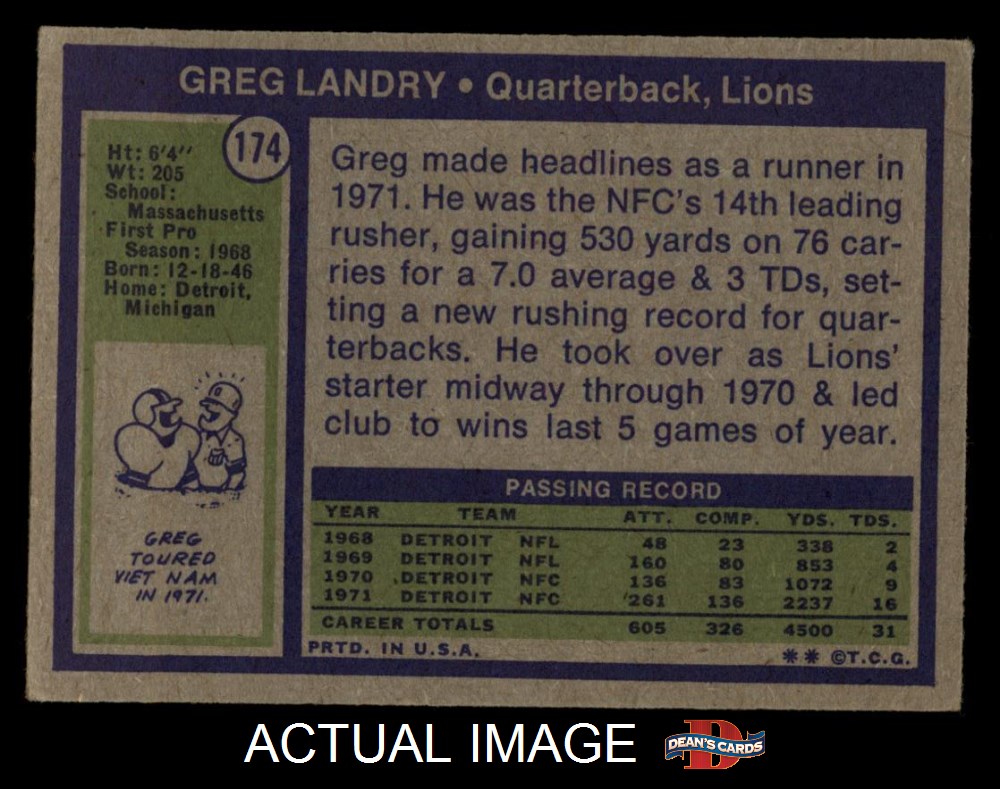 GREG LANDRY • Quarterback, Lions
174
Ht: 6'4''
Wt: 205
School:
Massachusetts
First Pro
Season: 1968
Born: 12-18-46
Home: Detroit,
Michigan
GREG
TOURED
VIET NAM
IN 1971.
Greg made headlines as a runner in
1971. He was the NFC's 14th leading
rusher, gaining 530 yards on 76 car-
ries for a 7.0 average & 3 TDs, set-
ting a new rushing record for quar-
terbacks. He took over as Lions'
starter midway through 1970 & led
club to wins last 5 games of year.
PASSING RECORD
YEAR TEAM ATT. COMP. YDS. TDS.
1968 DETROIT NFL 48 23 338 2
1969 DETROIT NFL 160 80 853 4
1970 DETROIT NFC 136 83 1072 9
1971 DETROIT NFC 261 136 2237 16
CAREER TOTALS 605 326 4500 31
PRTD. IN U.S.A. ** ©T.C.G.
ACTUAL IMAGE
D
DEAN'S CARDS